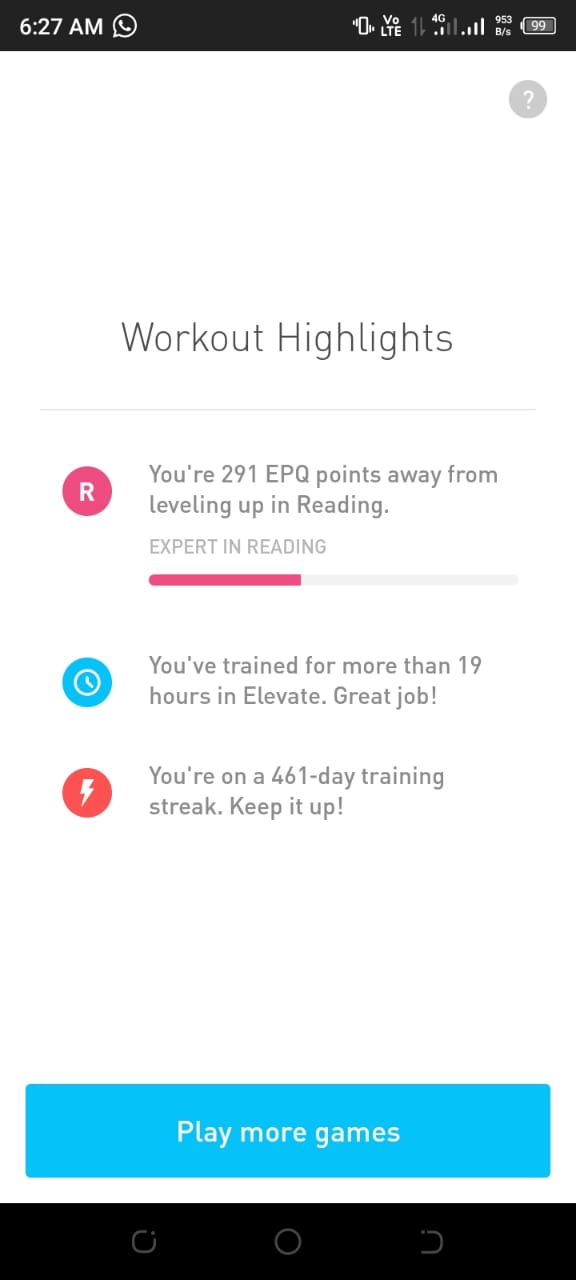 6:27 AM Vo LTE 4G 953 B/s 99
?
Workout Highlights
R
You're 291 EPQ points away from
leveling up in Reading.
EXPERT IN READING
You've trained for more than 19
hours in Elevate. Great job!
You're on a 461-day training
streak. Keep it up!
Play more games